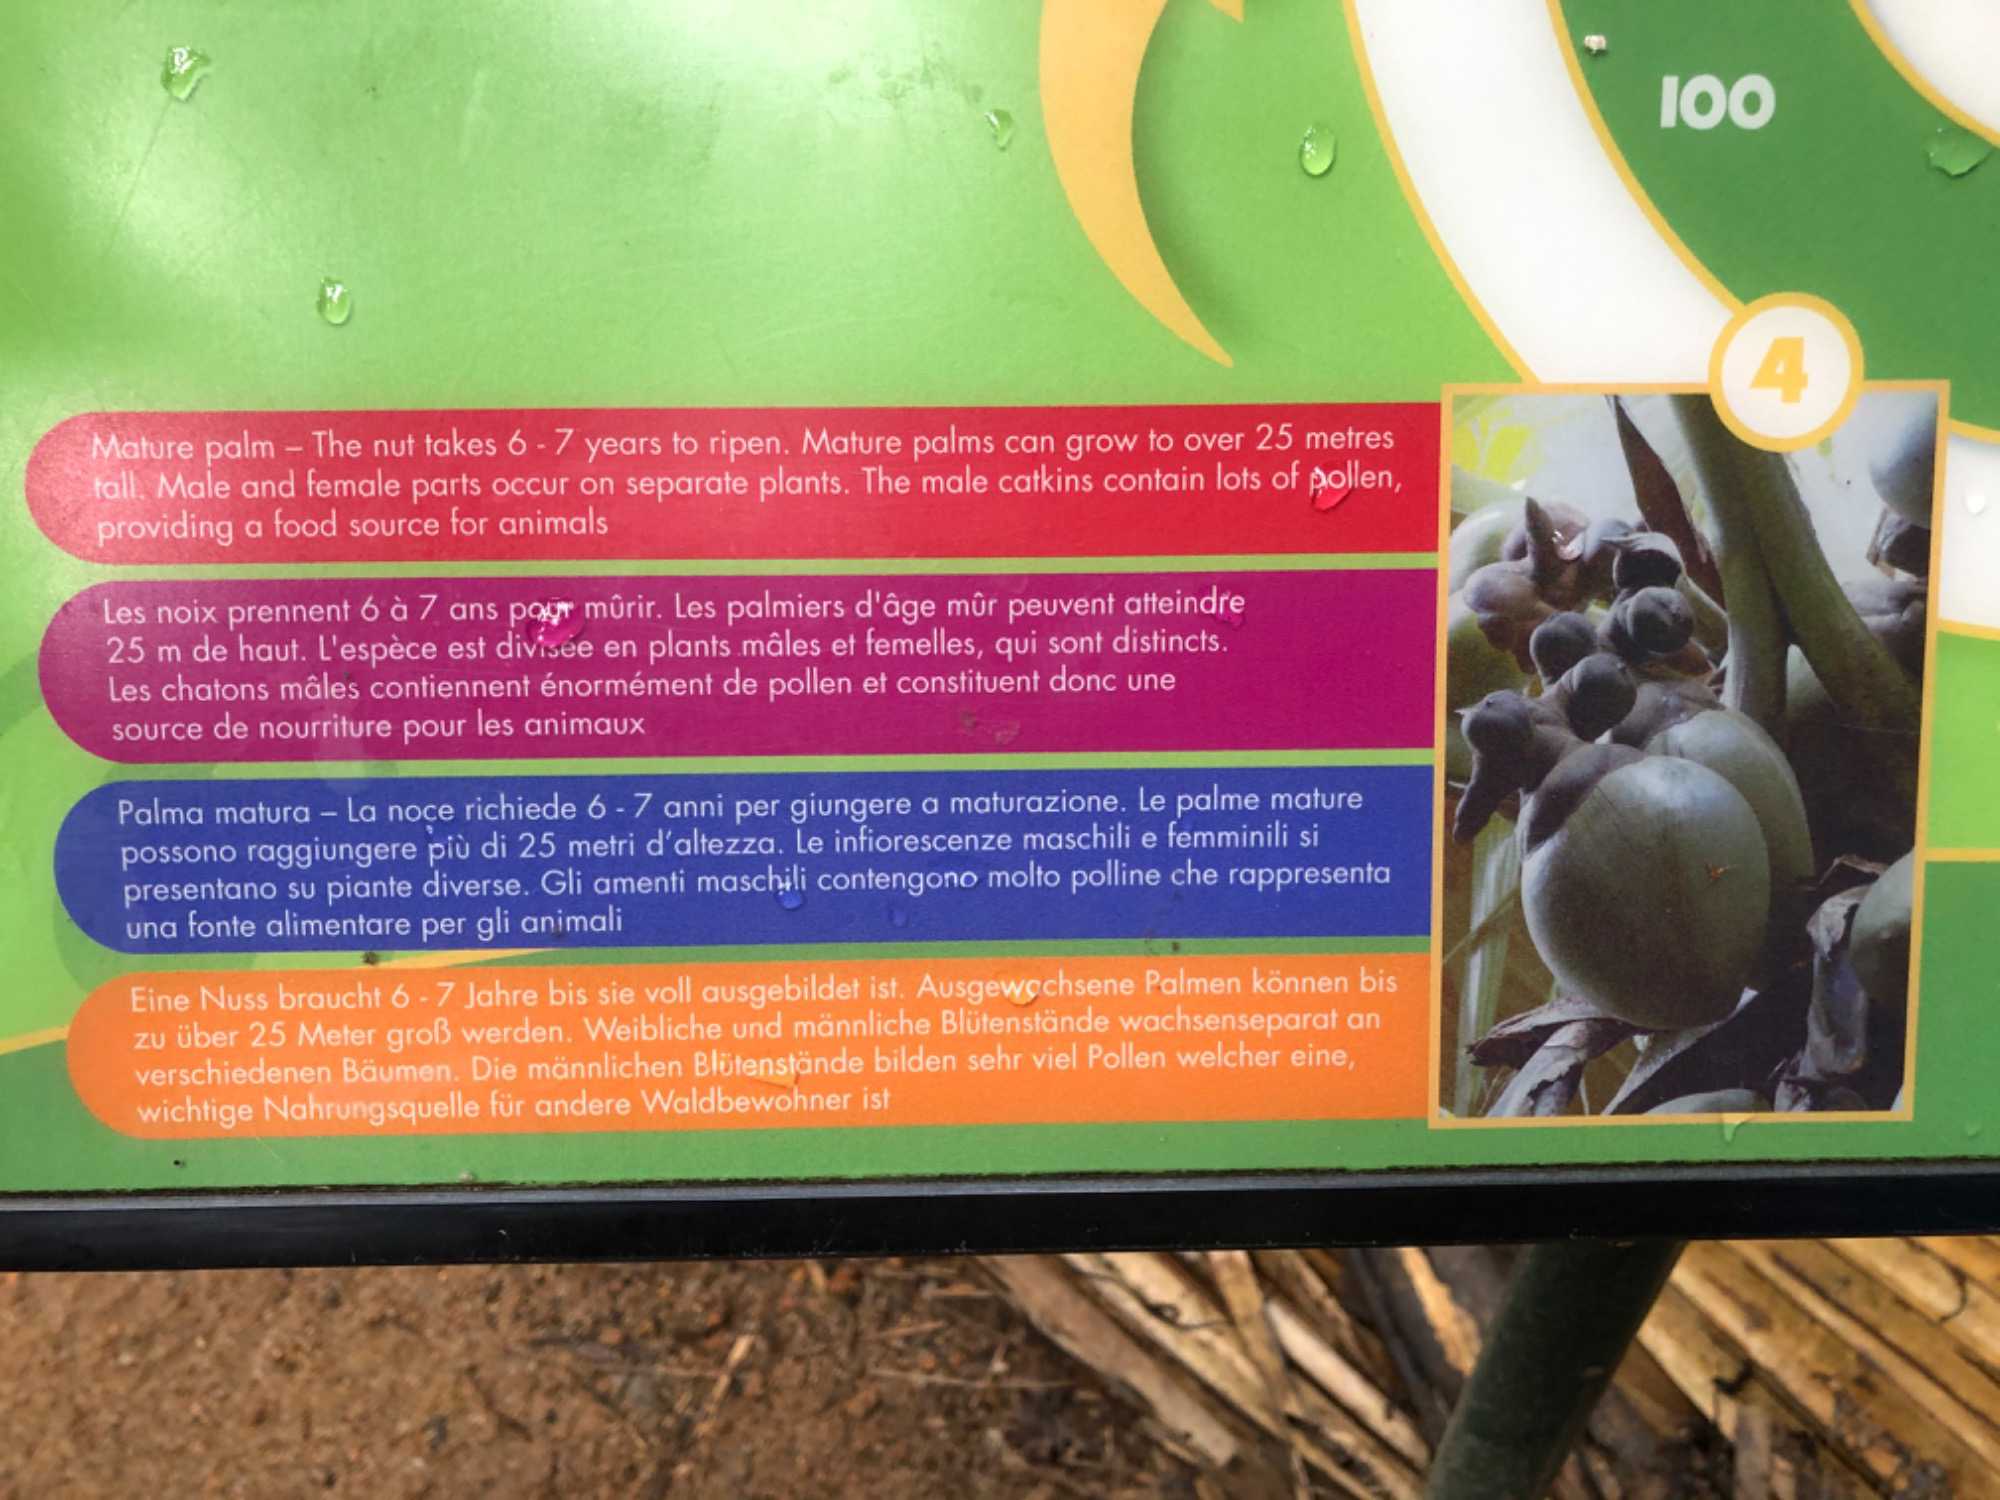 100
4
Mature palm – The nut takes 6 - 7 years to ripen. Mature palms can grow to over 25 metres
tall. Male and female parts occur on separate plants. The male catkins contain lots of pollen,
providing a food source for animals
Les noix prennent 6 à 7 ans pour mûrir. Les palmiers d'âge mûr peuvent atteindre
25 m de haut. L'espèce est divisée en plants mâles et femelles, qui sont distincts.
Les chatons mâles contiennent énormément de pollen et constituent donc une
source de nourriture pour les animaux
Palma matura – La noce richiede 6 - 7 anni per giungere a maturazione. Le palme mature
possono raggiungere più di 25 metri d’altezza. Le infiorescenze maschili e femminili si
presentano su piante diverse. Gli amenti maschili contengono molto polline che rappresenta
una fonte alimentare per gli animali
Eine Nuss braucht 6 - 7 Jahre bis sie voll ausgebildet ist. Ausgewachsene Palmen können bis
zu über 25 Meter groß werden. Weibliche und männliche Blütenstände wachsenseparat an
verschiedenen Bäumen. Die männlichen Blütenstände bilden sehr viel Pollen welcher eine,
wichtige Nahrungsquelle für andere Waldbewohner ist